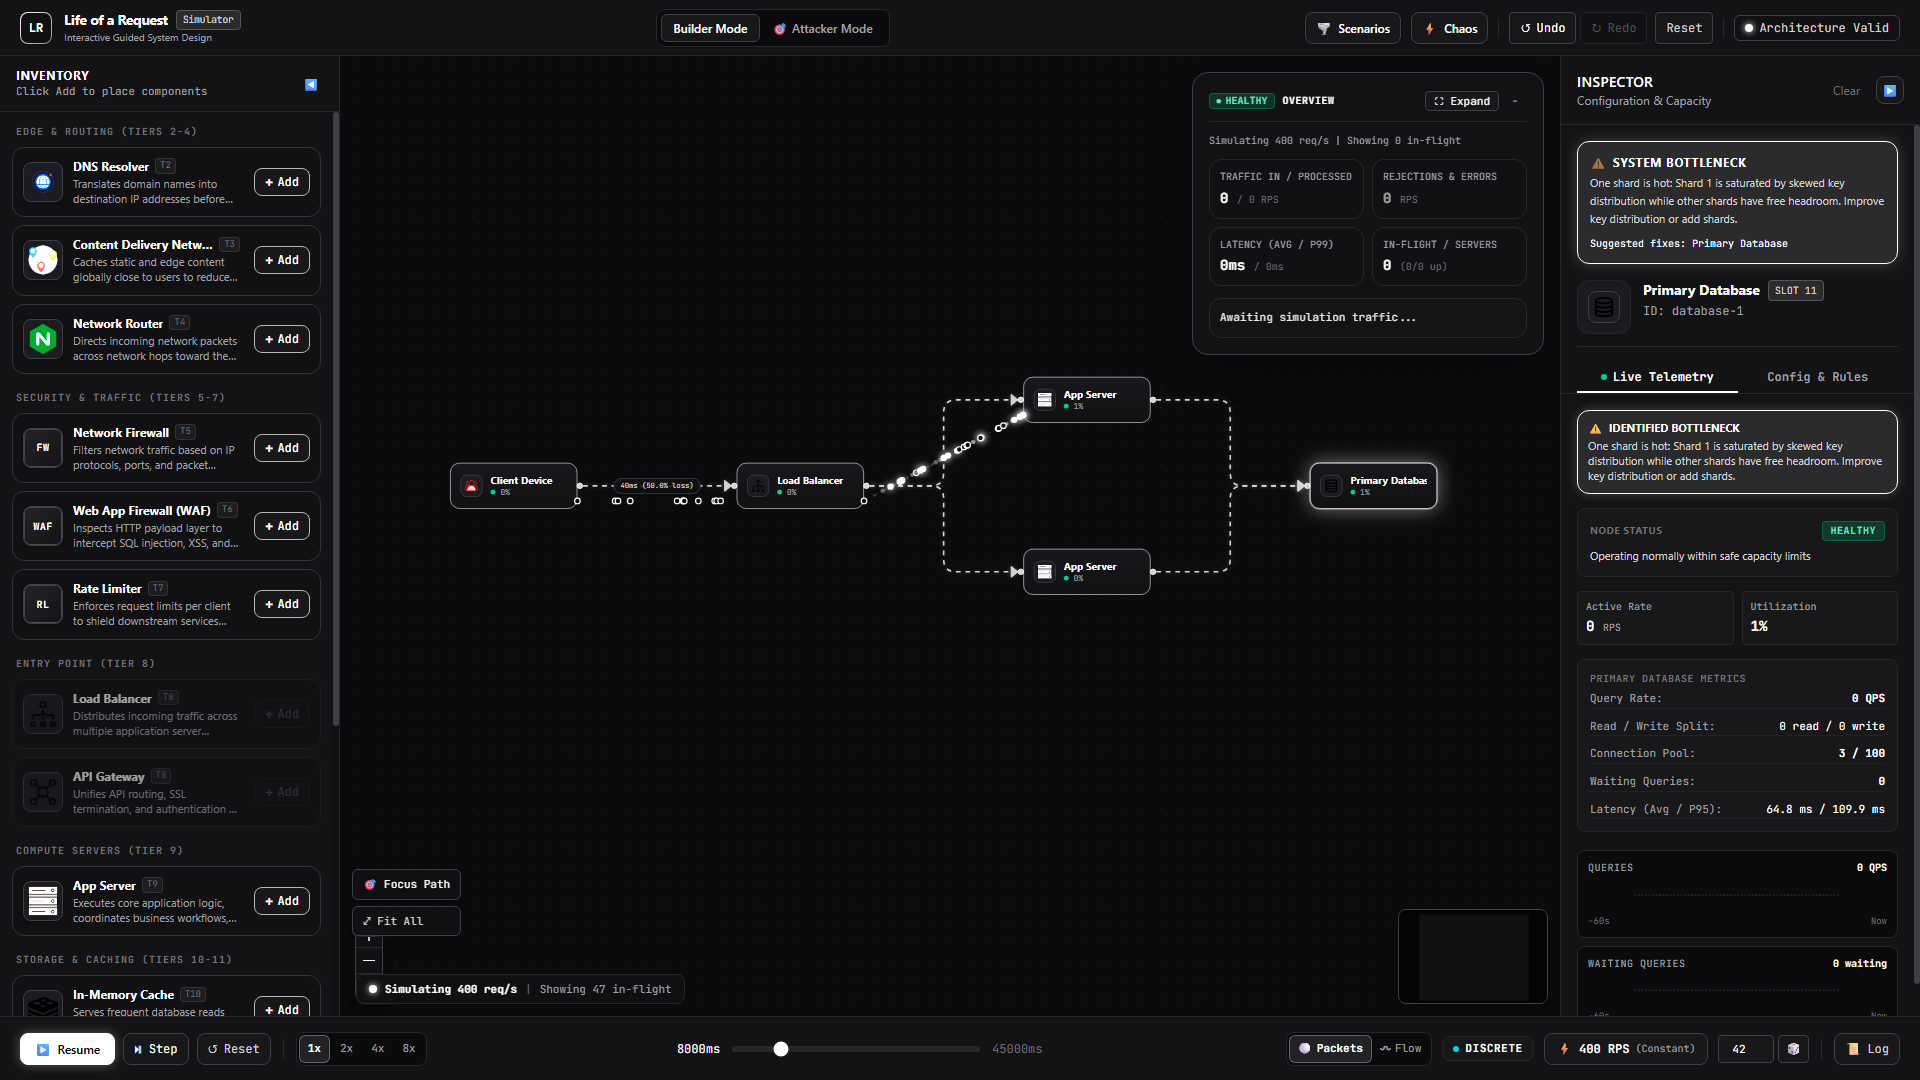 LR
Life of a Request Simulator
Interactive Guided System Design
Builder Mode
Attacker Mode
Scenarios
Chaos
↺ Undo
↻ Redo
Reset
Architecture Valid
INVENTORY
Click Add to place components
EDGE & ROUTING (TIERS 2-4)
DNS Resolver T2
Translates domain names into
destination IP addresses before...
+ Add
Content Delivery Netw... T3
Caches static and edge content
globally close to users to reduce...
+ Add
Network Router T4
Directs incoming network packets
across network hops toward the...
+ Add
SECURITY & TRAFFIC (TIERS 5-7)
FW
Network Firewall T5
Filters network traffic based on IP
protocols, ports, and packet...
+ Add
WAF
Web App Firewall (WAF) T6
Inspects HTTP payload layer to
intercept SQL injection, XSS, and...
+ Add
RL
Rate Limiter T7
Enforces request limits per client
to shield downstream services...
+ Add
ENTRY POINT (TIER 8)
Load Balancer T8
Distributes incoming traffic across
multiple application server...
+ Add
API Gateway T8
Unifies API routing, SSL
termination, and authentication ...
+ Add
COMPUTE SERVERS (TIER 9)
App Server T9
Executes core application logic,
coordinates business workflows,...
+ Add
STORAGE & CACHING (TIERS 10-11)
In-Memory Cache T10
Serves frequent database reads
+ Add
HEALTHY OVERVIEW
Expand
-
Simulating 400 req/s | Showing 0 in-flight
TRAFFIC IN / PROCESSED
0 / 0 RPS
REJECTIONS & ERRORS
0 RPS
LATENCY (AVG / P99)
0ms / 0ms
IN-FLIGHT / SERVERS
0 (0/0 up)
Awaiting simulation traffic...
Client Device
0%
40ms (50.0% loss)
Load Balancer
0%
App Server
1%
App Server
0%
Primary Databas
1%
Focus Path
Fit All
Simulating 400 req/s | Showing 47 in-flight
INSPECTOR
Configuration & Capacity
Clear
SYSTEM BOTTLENECK
One shard is hot: Shard 1 is saturated by skewed key
distribution while other shards have free headroom. Improve
key distribution or add shards.
Suggested fixes: Primary Database
Primary Database SLOT 11
ID: database-1
Live Telemetry
Config & Rules
IDENTIFIED BOTTLENECK
One shard is hot: Shard 1 is saturated by skewed key
distribution while other shards have free headroom. Improve
key distribution or add shards.
NODE STATUS
HEALTHY
Operating normally within safe capacity limits
Active Rate
0 RPS
Utilization
1%
PRIMARY DATABASE METRICS
Query Rate: 0 QPS
Read / Write Split: 0 read / 0 write
Connection Pool: 3 / 100
Waiting Queries: 0
Latency (Avg / P95): 64.8 ms / 109.9 ms
QUERIES 0 QPS
-60s Now
WAITING QUERIES 0 waiting
-60s Now
Resume
Step
↺ Reset
1x
2x
4x
8x
8000ms
45000ms
Packets
Flow
DISCRETE
400 RPS (Constant)
42
Log